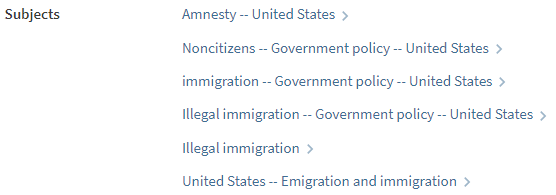 Subjects
Amnesty -- United States
Noncitizens -- Government policy -- United States
immigration -- Government policy -- United States
Illegal immigration -- Government policy -- United States
Illegal immigration
United States -- Emigration and immigration